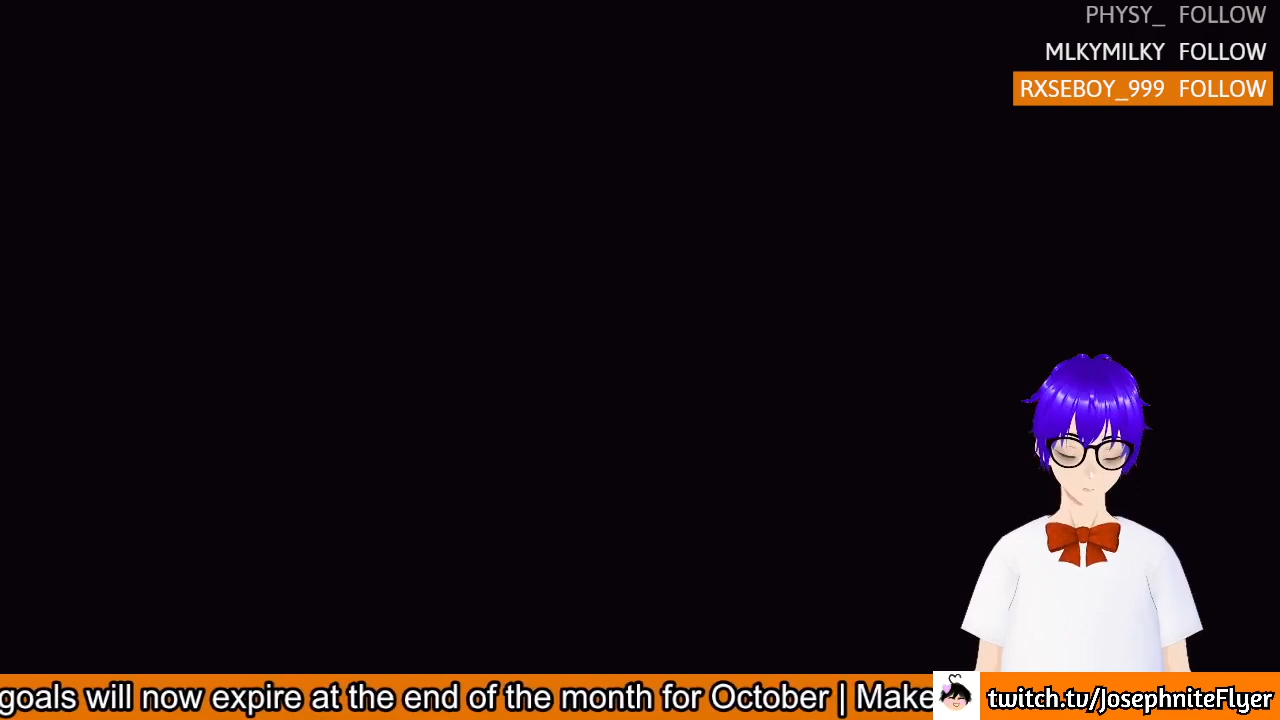 PHYSY_ FOLLOW
MLKYMILKY FOLLOW
RXSEBOY_999 FOLLOW
goals will now expire at the end of the month for October | Make
twitch.tv/JosephniteFlyer